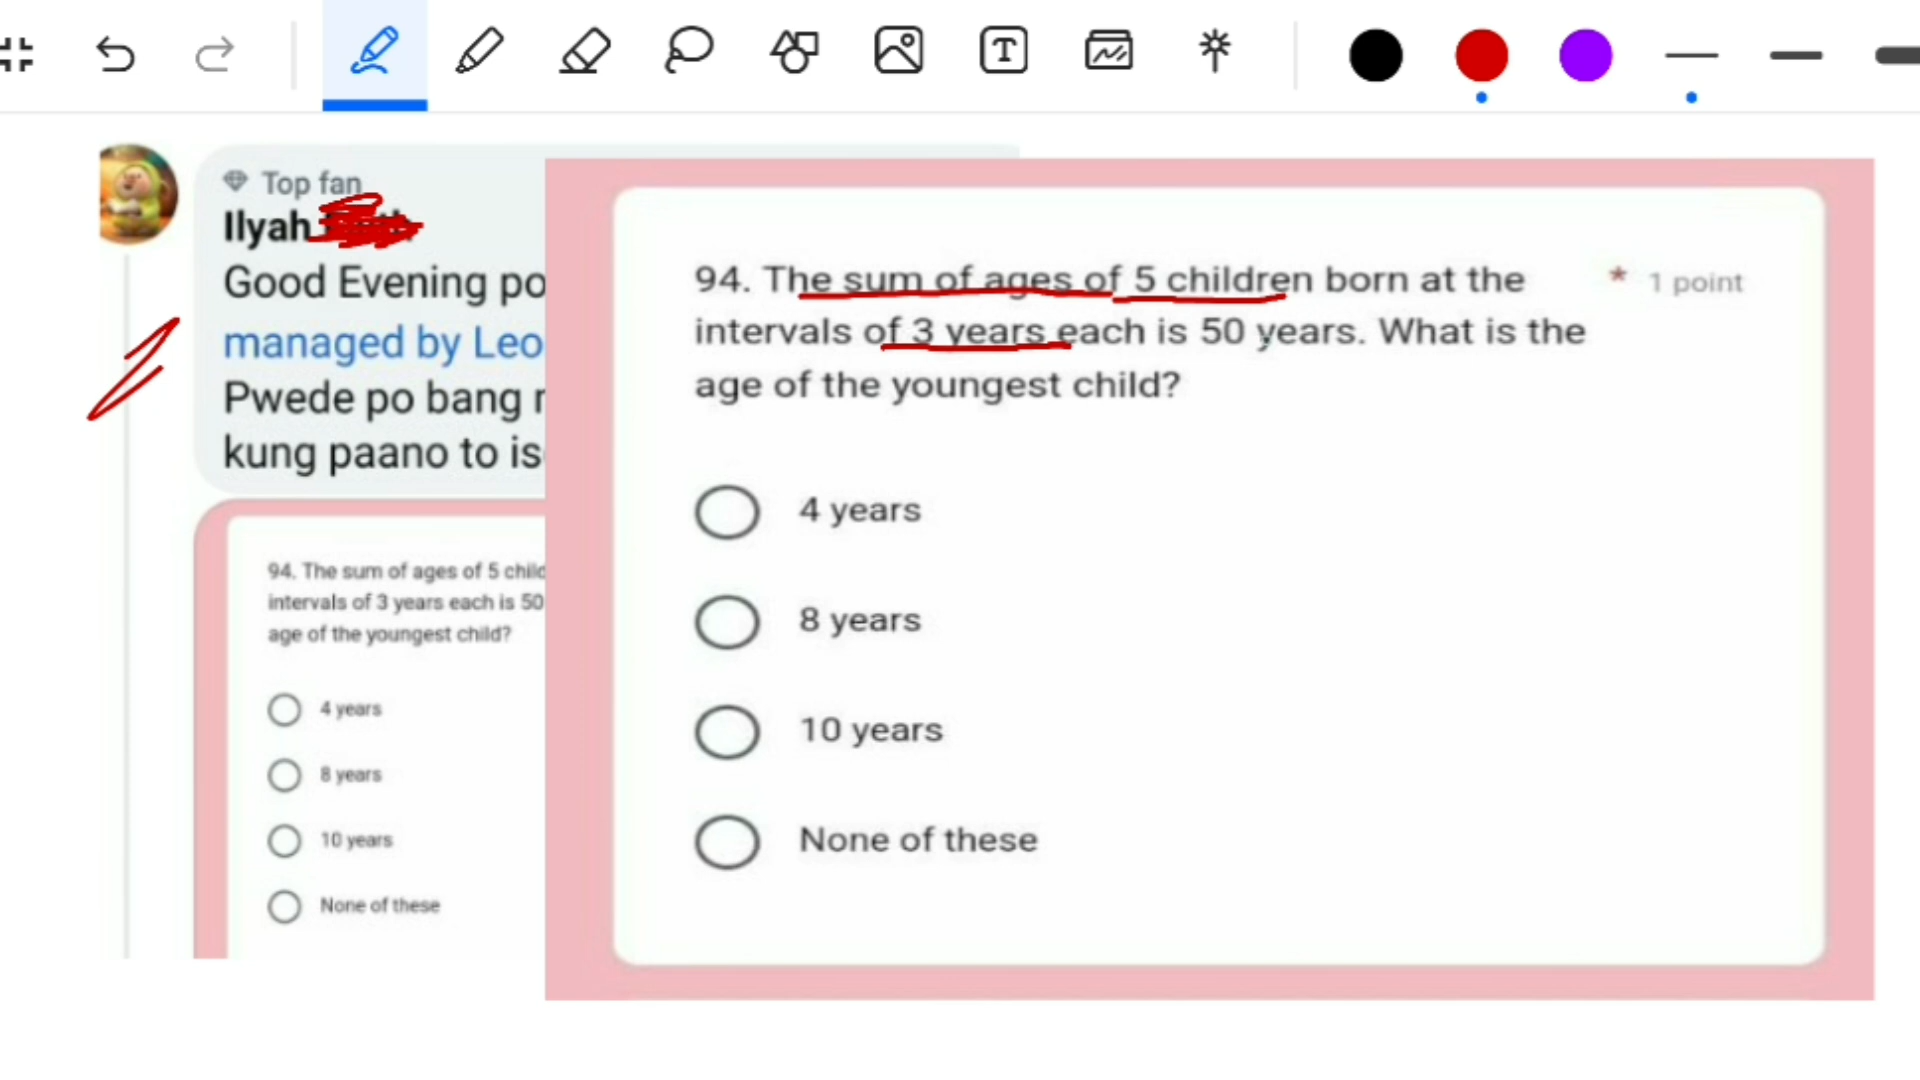 Top fan
Ilyah
Good Evening po
managed by Leo
Pwede po bang
kung paano to is
94. The sum of ages of 5 child
intervals of 3 years each is 50
age of the youngest child?
4 years
8 years
10 years
None of these
94. The sum of ages of 5 children born at the
* 1 point
intervals of 3 years each is 50 years. What is the
age of the youngest child?
4 years
8 years
10 years
None of these